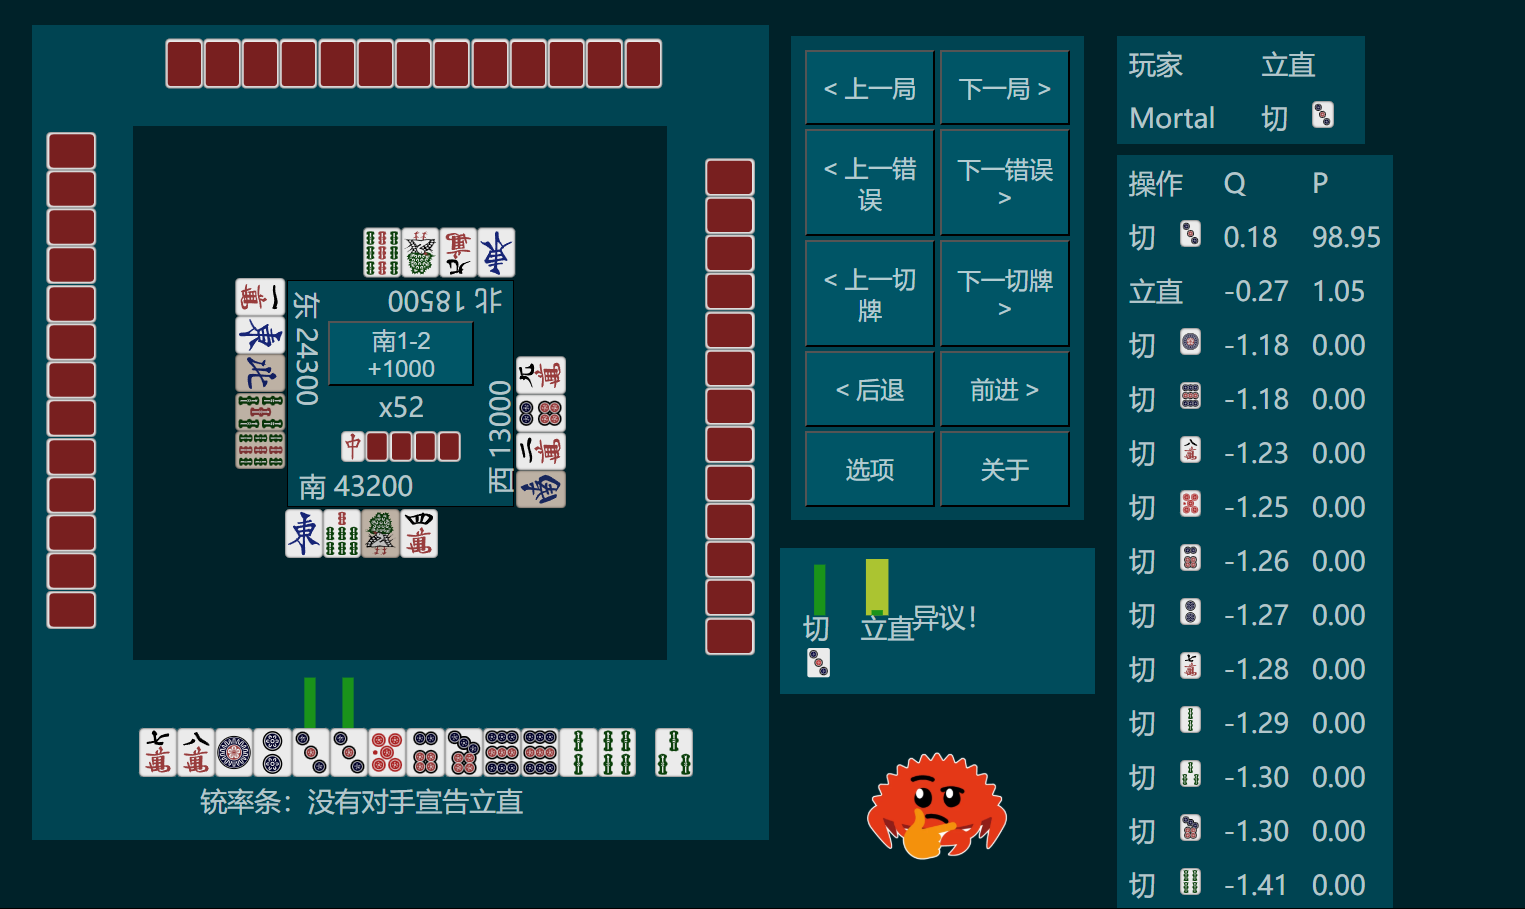 北 18500
东 24300
南1-2
+1000
x52
西 13000
南 43200
铳率条：没有对手宣告立直
< 上一局
下一局 >
< 上一错误
下一错误 >
< 上一切牌
下一切牌 >
< 后退
前进 >
选项
关于
切
立直
异议！
玩家 立直
Mortal 切
操作 Q P
切 0.18 98.95
立直 -0.27 1.05
切 -1.18 0.00
切 -1.18 0.00
切 -1.23 0.00
切 -1.25 0.00
切 -1.26 0.00
切 -1.27 0.00
切 -1.28 0.00
切 -1.29 0.00
切 -1.30 0.00
切 -1.30 0.00
切 -1.41 0.00